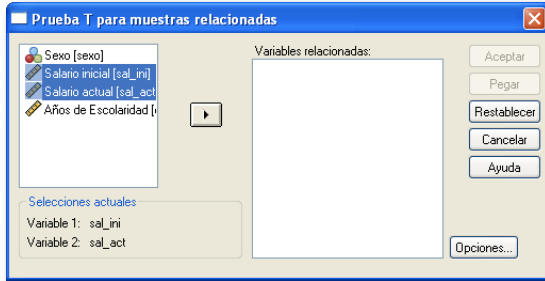 Prueba T para muestras relacionadas
Sexo [sexo]
Salario inicial [sal_ini]
Salario actual [sal_act
Años de Escolaridad [
Variables relacionadas:
Aceptar
Pegar
Restablecer
Cancelar
Ayuda
Selecciones actuales
Variable 1: sal_ini
Variable 2: sal_act
Opciones...